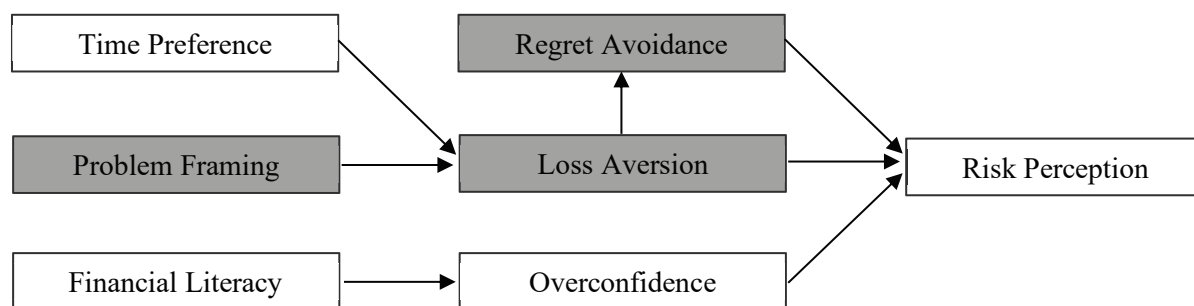 Time Preference
Regret Avoidance
Problem Framing
Loss Aversion
Risk Perception
Financial Literacy
Overconfidence